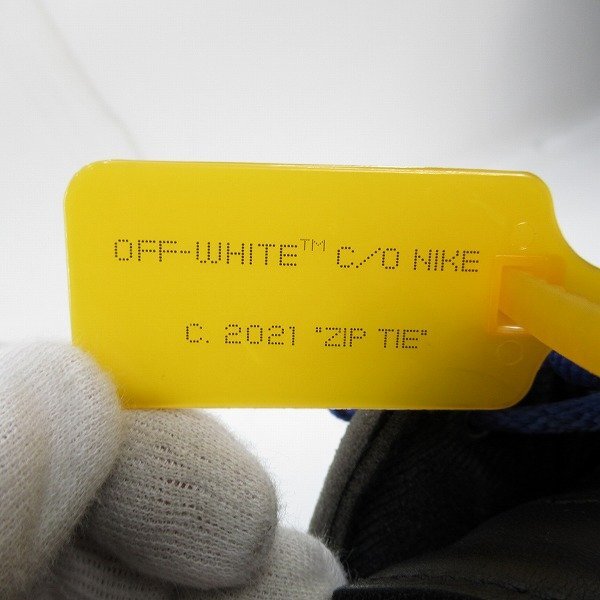 OFF-WHITE™ C/O NIKE
C. 2021 "ZIP TIE"